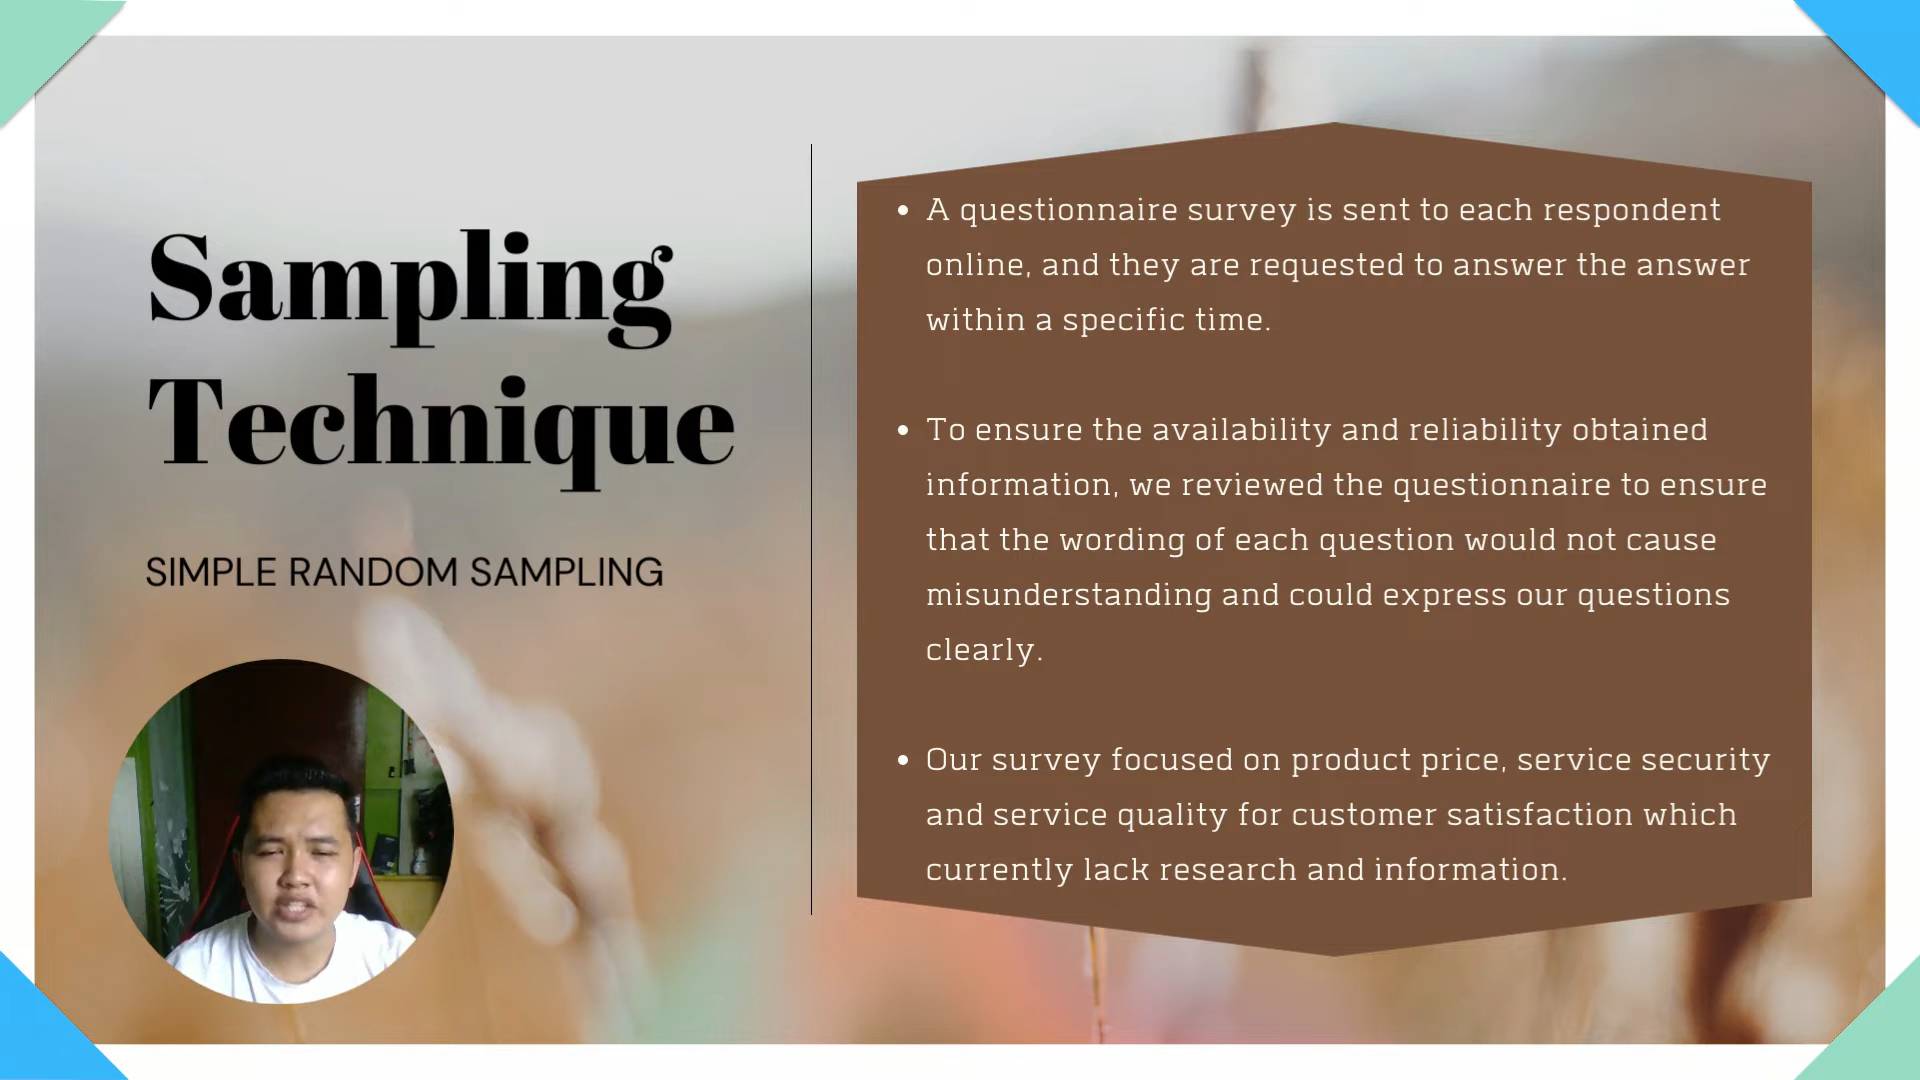 Sampling
Technique
SIMPLE RANDOM SAMPLING
• A questionnaire survey is sent to each respondent
online, and they are requested to answer the answer
within a specific time.
• To ensure the availability and reliability obtained
information, we reviewed the questionnaire to ensure
that the wording of each question would not cause
misunderstanding and could express our questions
clearly.
• Our survey focused on product price, service security
and service quality for customer satisfaction which
currently lack research and information.